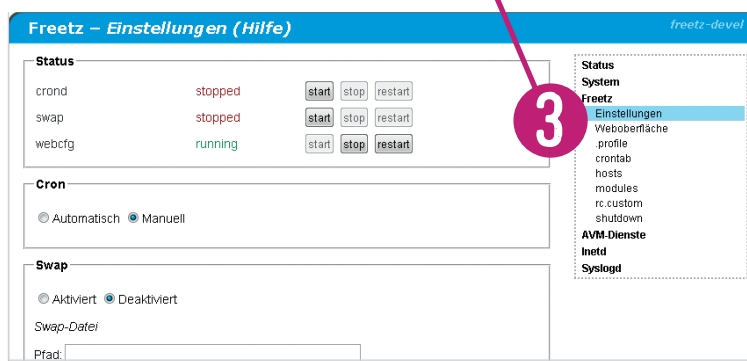 Freetz – Einstellungen (Hilfe)
freetz-devel
Status
crond stopped start stop restart
swap stopped start stop restart
webcfg running start stop restart
Cron
Automatisch Manuell
Swap
Aktiviert Deaktiviert
Swap-Datei
Pfad:
3
Status
System
Freetz
Einstellungen
Weboberfläche
.profile
crontab
hosts
modules
rc.custom
shutdown
AVM-Dienste
Inetd
Syslogd